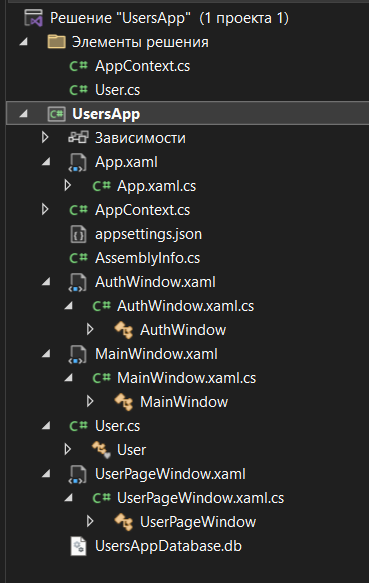 Решение "UsersApp" (1 проекта 1)
Элементы решения
C# AppContext.cs
C# User.cs
C# UsersApp
Зависимости
App.xaml
C# App.xaml.cs
C# AppContext.cs
appsettings.json
C# AssemblyInfo.cs
AuthWindow.xaml
C# AuthWindow.xaml.cs
AuthWindow
MainWindow.xaml
C# MainWindow.xaml.cs
MainWindow
C# User.cs
User
UserPageWindow.xaml
C# UserPageWindow.xaml.cs
UserPageWindow
UsersAppDatabase.db